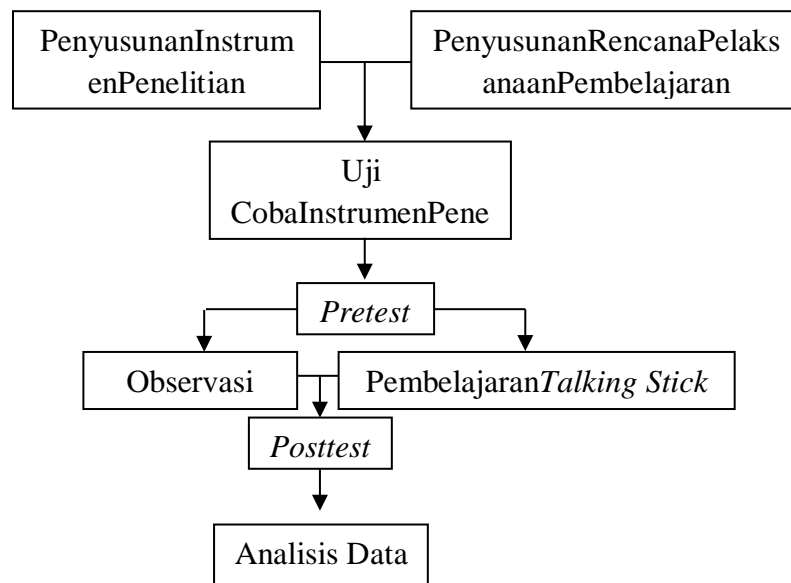 PenyusunanInstrum
enPenelitian
PenyusunanRencanaPelaks
anaanPembelajaran
Uji
CobaInstrumenPene
Pretest
Observasi
PembelajaranTalking Stick
Posttest
Analisis Data